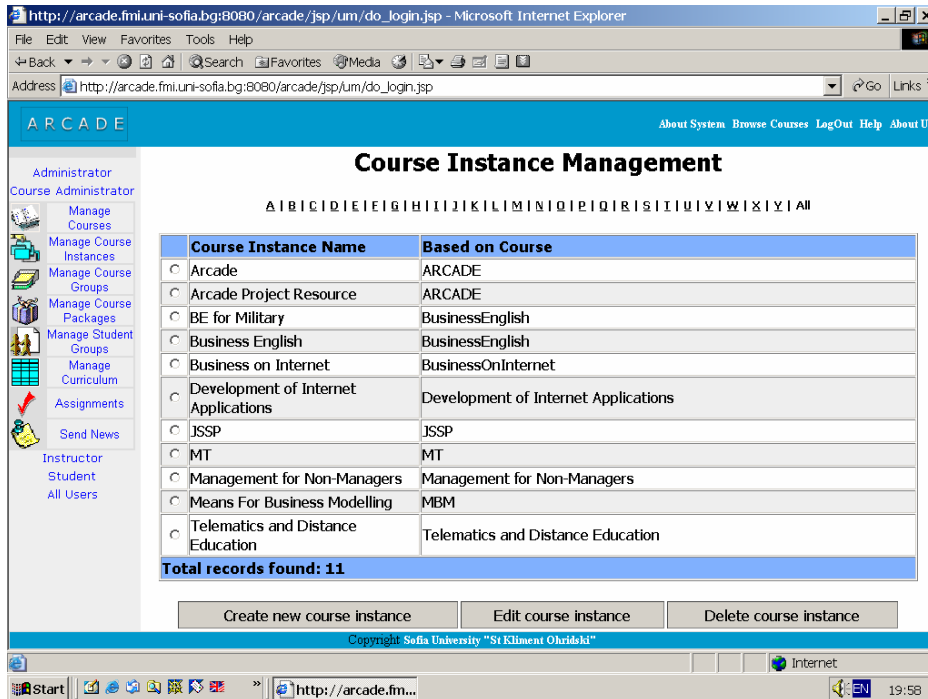 http://arcade.fmi.uni-sofia.bg:8080/arcade/jsp/um/do_login.jsp - Microsoft Internet Explorer
File Edit View Favorites Tools Help
Back Search Favorites Media
Address http://arcade.fmi.uni-sofia.bg:8080/arcade/jsp/um/do_login.jsp Go Links
ARCADE
About System Browse Courses LogOut Help About U
Administrator
Course Administrator
Manage
Courses
Manage Course
Instances
Manage Course
Groups
Manage Course
Packages
Manage Student
Groups
Manage
Curriculum
Assignments
Send News
Instructor
Student
All Users
Course Instance Management
A | B | C | D | E | F | G | H | I | J | K | L | M | N | O | P | Q | R | S | T | U | V | W | X | Y | All
Course Instance Name Based on Course
Arcade ARCADE
Arcade Project Resource ARCADE
BE for Military BusinessEnglish
Business English BusinessEnglish
Business on Internet BusinessOnInternet
Development of Internet
Applications
Development of Internet Applications
JSSP JSSP
MT MT
Management for Non-Managers Management for Non-Managers
Means For Business Modelling MBM
Telematics and Distance
Education
Telematics and Distance Education
Total records found: 11
Create new course instance Edit course instance Delete course instance
Copyright Sofia University "St Kliment Ohridski"
Internet
Start » http://arcade.fm... EN 19:58